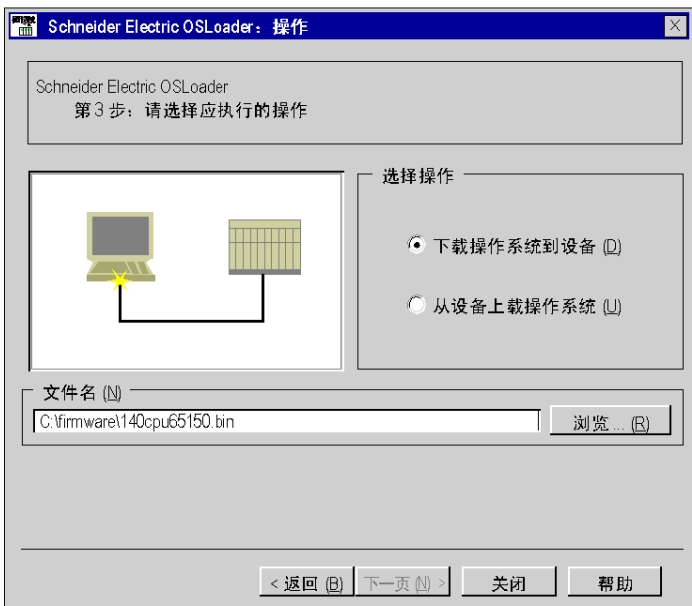 Schneider Electric OSLoader：操作
Schneider Electric OSLoader
第3步：请选择应执行的操作
选择操作
下载操作系统到设备 (D)
从设备上载操作系统 (U)
文件名 (N)
C:\firmware\140cpu65150.bin
浏览... (R)
< 返回 (B) 下一页 (N) > 关闭 帮助